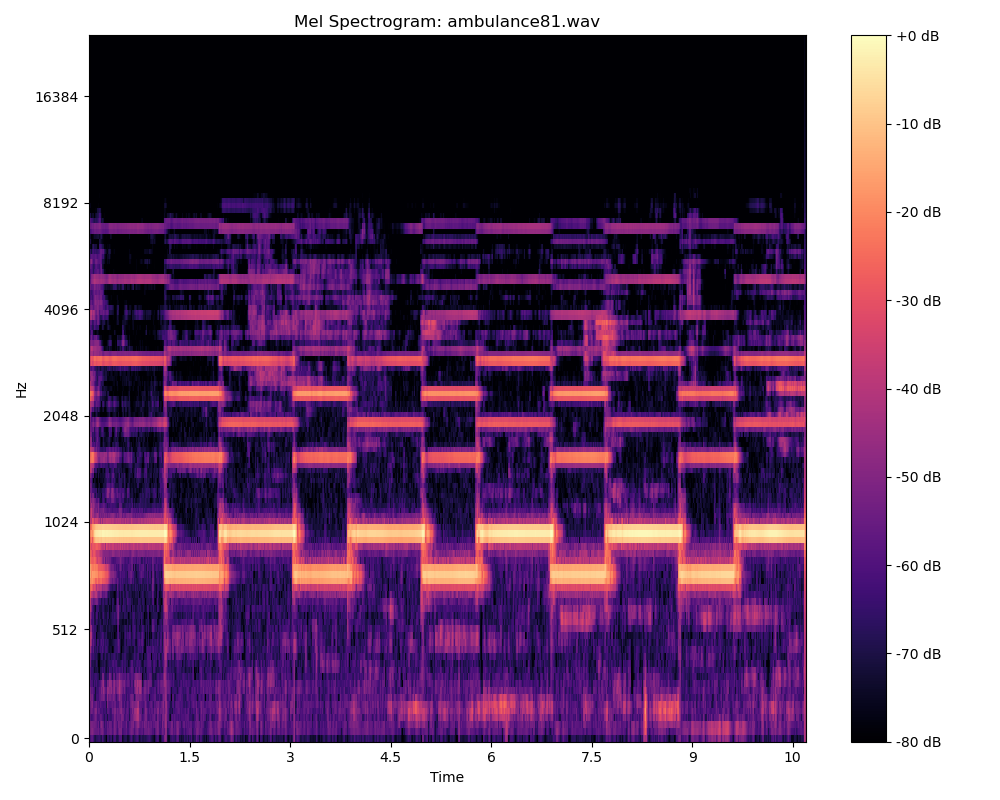 Mel Spectrogram: ambulance81.wav
+0 dB
16384
-10 dB
8192
-20 dB
4096
-30 dB
Hz
2048
-40 dB
-50 dB
1024
-60 dB
512
-70 dB
0
-80 dB
0 1.5 3 4.5 6 7.5 9 10
Time